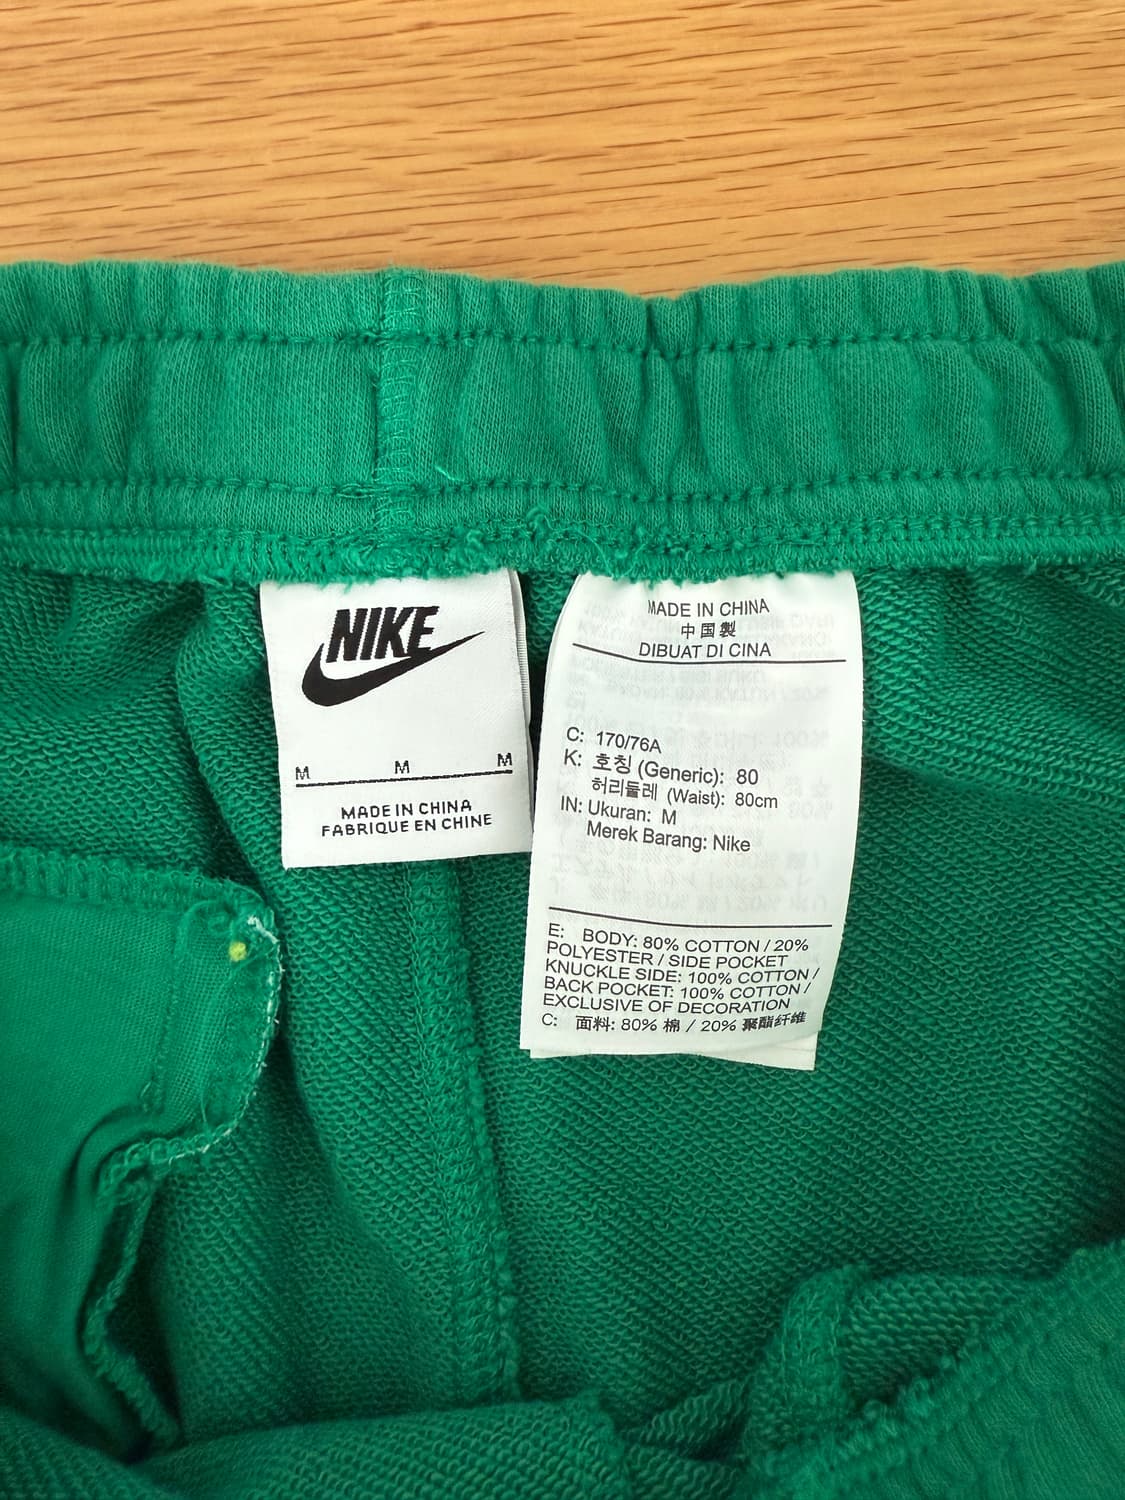 NIKE
M M M
MADE IN CHINA
FABRIQUE EN CHINE
MADE IN CHINA
中国製
DIBUAT DI CINA
C: 170/76A
K: 호칭 (Generic): 80
허리둘레 (Waist): 80cm
IN: Ukuran: M
Merek Barang: Nike
E: BODY: 80% COTTON / 20%
POLYESTER / SIDE POCKET
KNUCKLE SIDE: 100% COTTON /
BACK POCKET: 100% COTTON /
EXCLUSIVE OF DECORATION
C: 面料: 80% 棉 / 20% 聚酯纤维